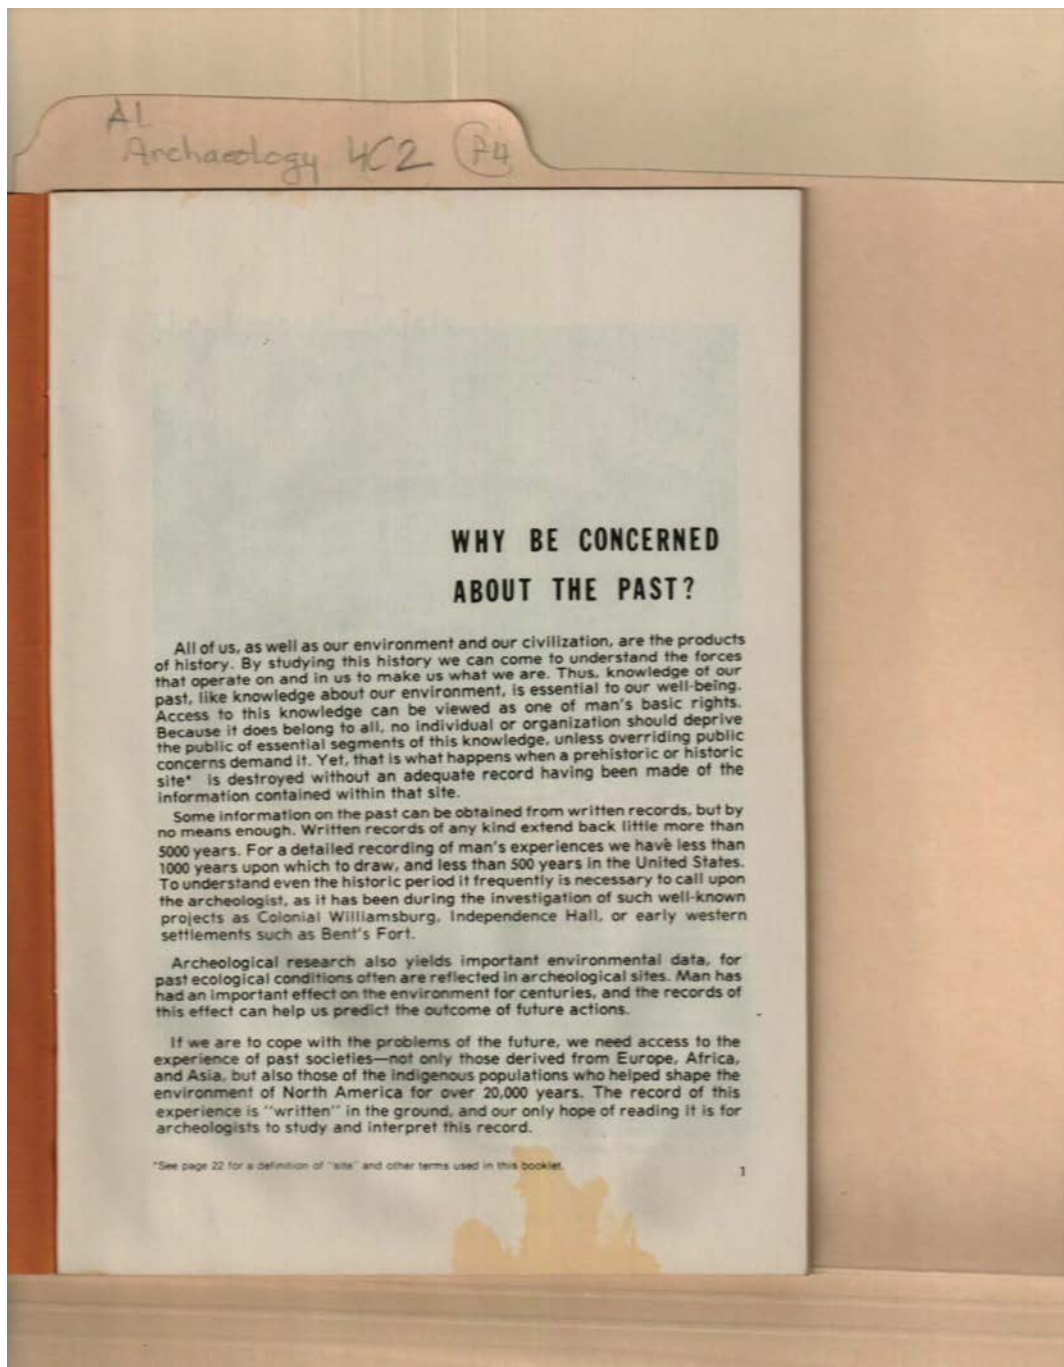 AL
Archaeology 4C2 P4
WHY BE CONCERNED
ABOUT THE PAST?
All of us, as well as our environment and our civilization, are the products
of history. By studying this history we can come to understand the forces
that operate on and in us to make us what we are. Thus, knowledge of our
past, like knowledge about our environment, is essential to our well-being.
Access to this knowledge can be viewed as one of man's basic rights.
Because it does belong to all, no individual or organization should deprive
the public of essential segments of this knowledge, unless overriding public
concerns demand it. Yet, that is what happens when a prehistoric or historic
site* is destroyed without an adequate record having been made of the
information contained within that site.
Some information on the past can be obtained from written records, but by
no means enough. Written records of any kind extend back little more than
5000 years. For a detailed recording of man's experiences we have less than
1000 years upon which to draw, and less than 500 years in the United States.
To understand even the historic period it frequently is necessary to call upon
the archeologist, as it has been during the investigation of such well-known
projects as Colonial Williamsburg, Independence Hall, or early western
settlements such as Bent's Fort.
Archeological research also yields important environmental data, for
past ecological conditions often are reflected in archeological sites. Man has
had an important effect on the environment for centuries, and the records of
this effect can help us predict the outcome of future actions.
If we are to cope with the problems of the future, we need access to the
experience of past societies—not only those derived from Europe, Africa,
and Asia, but also those of the indigenous populations who helped shape the
environment of North America for over 20,000 years. The record of this
experience is "written" in the ground, and our only hope of reading it is for
archeologists to study and interpret this record.
*See page 22 for a definition of "site" and other terms used in this booklet.
1